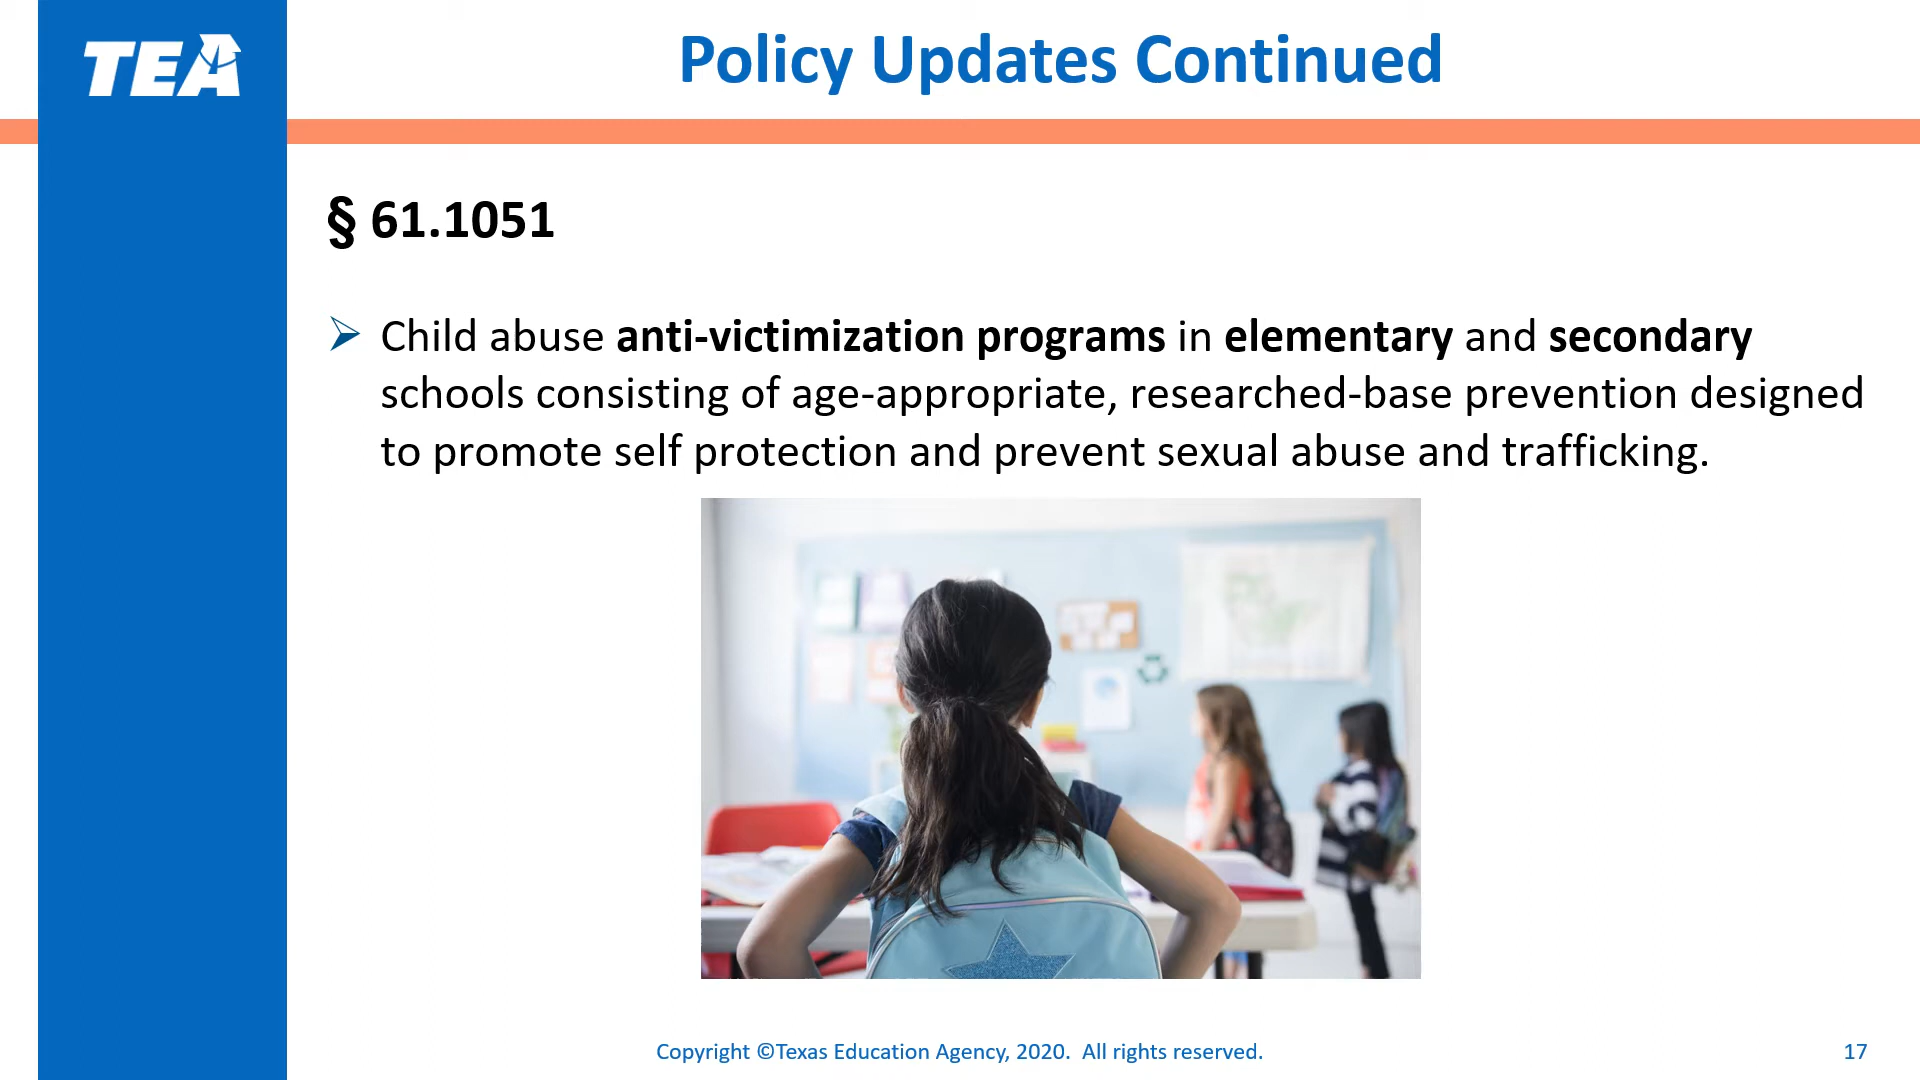 TEA
Policy Updates Continued
§ 61.1051
Child abuse anti-victimization programs in elementary and secondary
schools consisting of age-appropriate, researched-base prevention designed
to promote self protection and prevent sexual abuse and trafficking.
Copyright ©Texas Education Agency, 2020. All rights reserved.
17